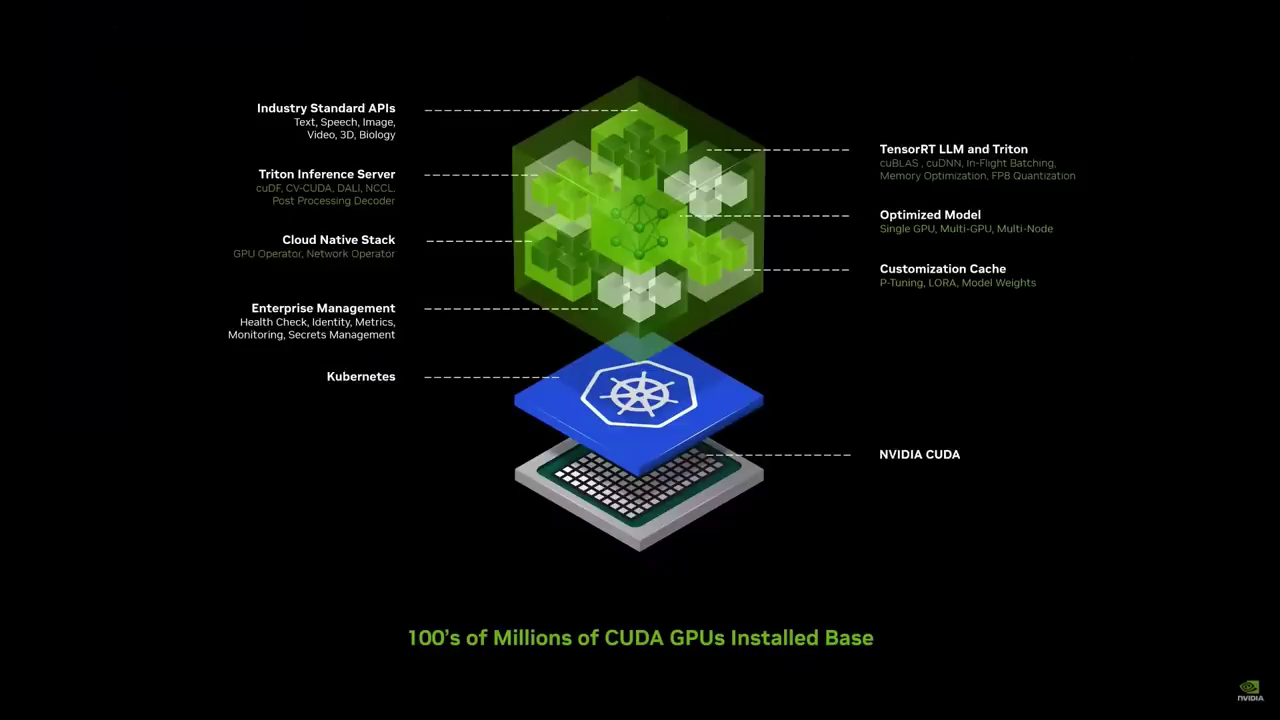 Industry Standard APIs
Text, Speech, Image,
Video, 3D, Biology
Triton Inference Server
cuDF, CV-CUDA, DALI, NCCL,
Post Processing Decoder
Cloud Native Stack
GPU Operator, Network Operator
Enterprise Management
Health Check, Identity, Metrics,
Monitoring, Secrets Management
Kubernetes
TensorRT LLM and Triton
cuBLAS , cuDNN, In-Flight Batching,
Memory Optimization, FP8 Quantization
Optimized Model
Single GPU, Multi-GPU, Multi-Node
Customization Cache
P-Tuning, LORA, Model Weights
NVIDIA CUDA
100's of Millions of CUDA GPUs Installed Base
NVIDIA